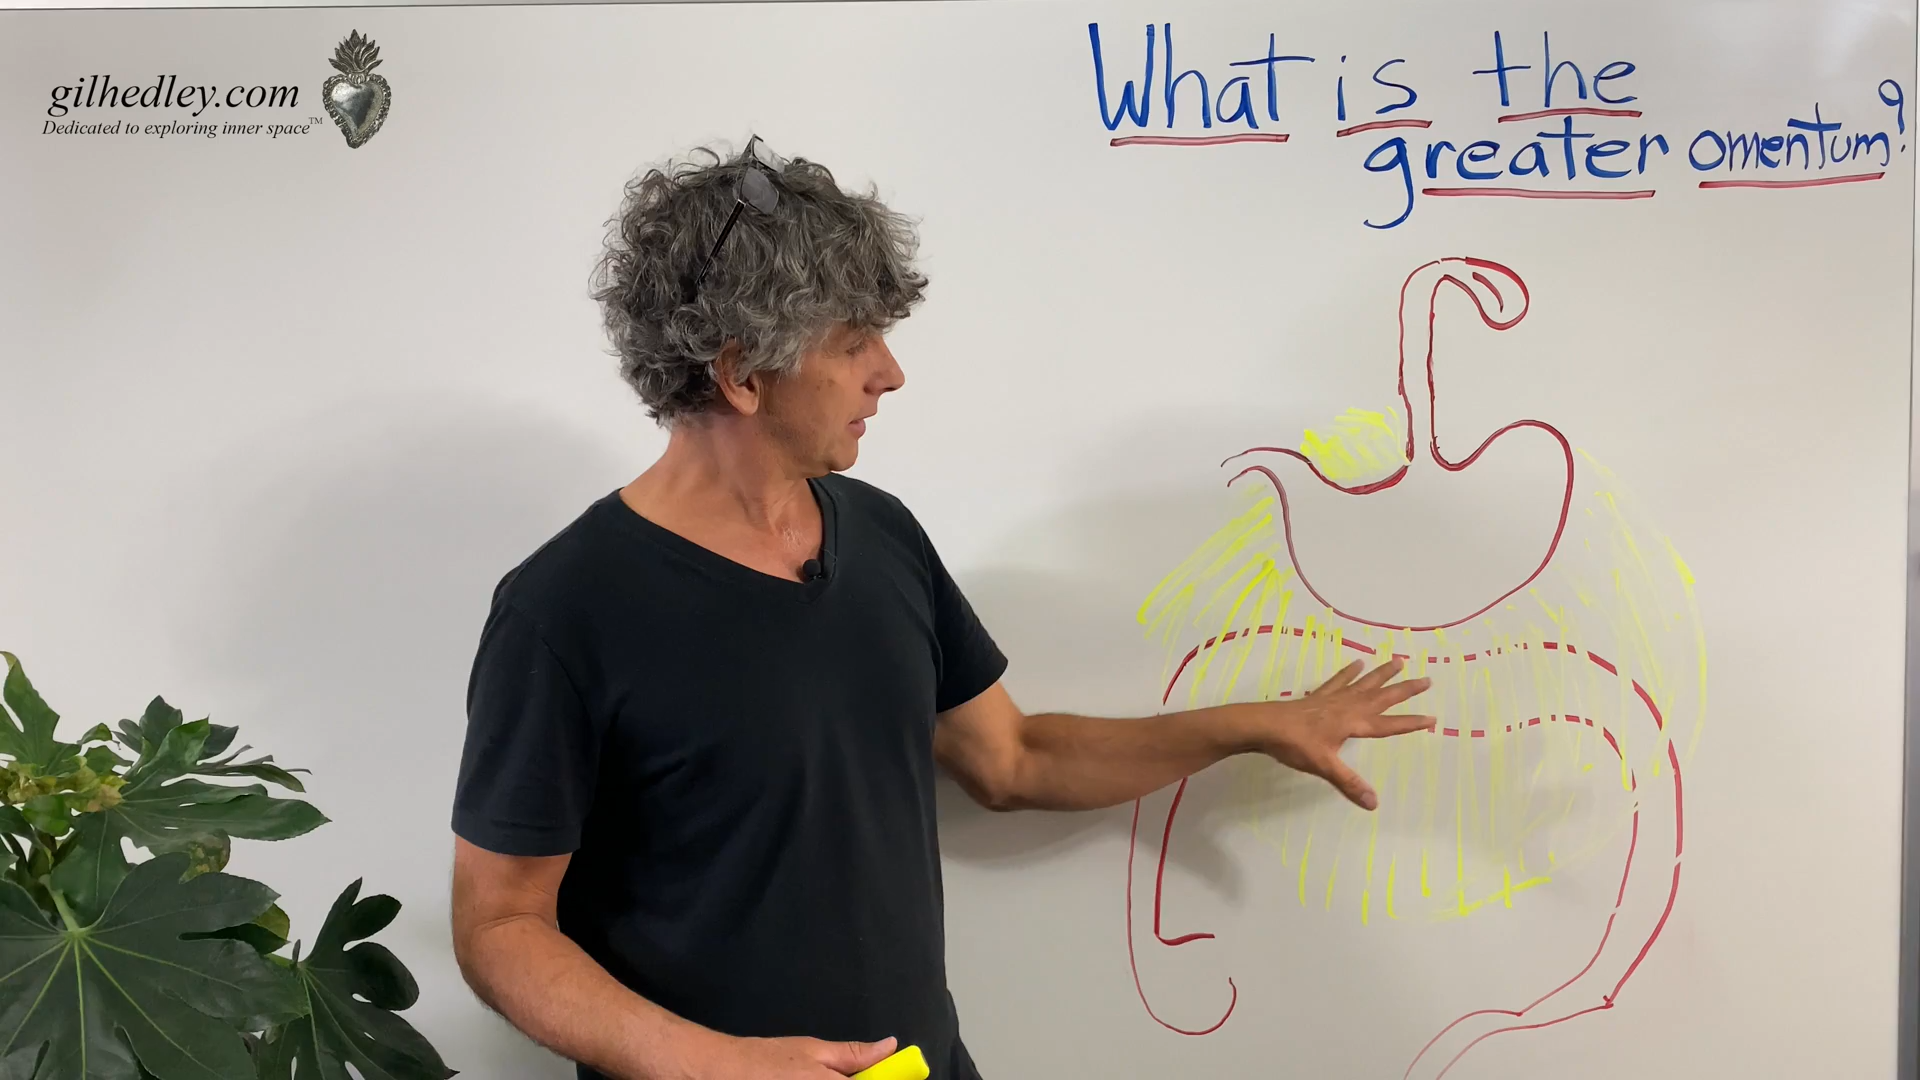 gilhedley.com
Dedicated to exploring inner space™
What is the
greater omentum?